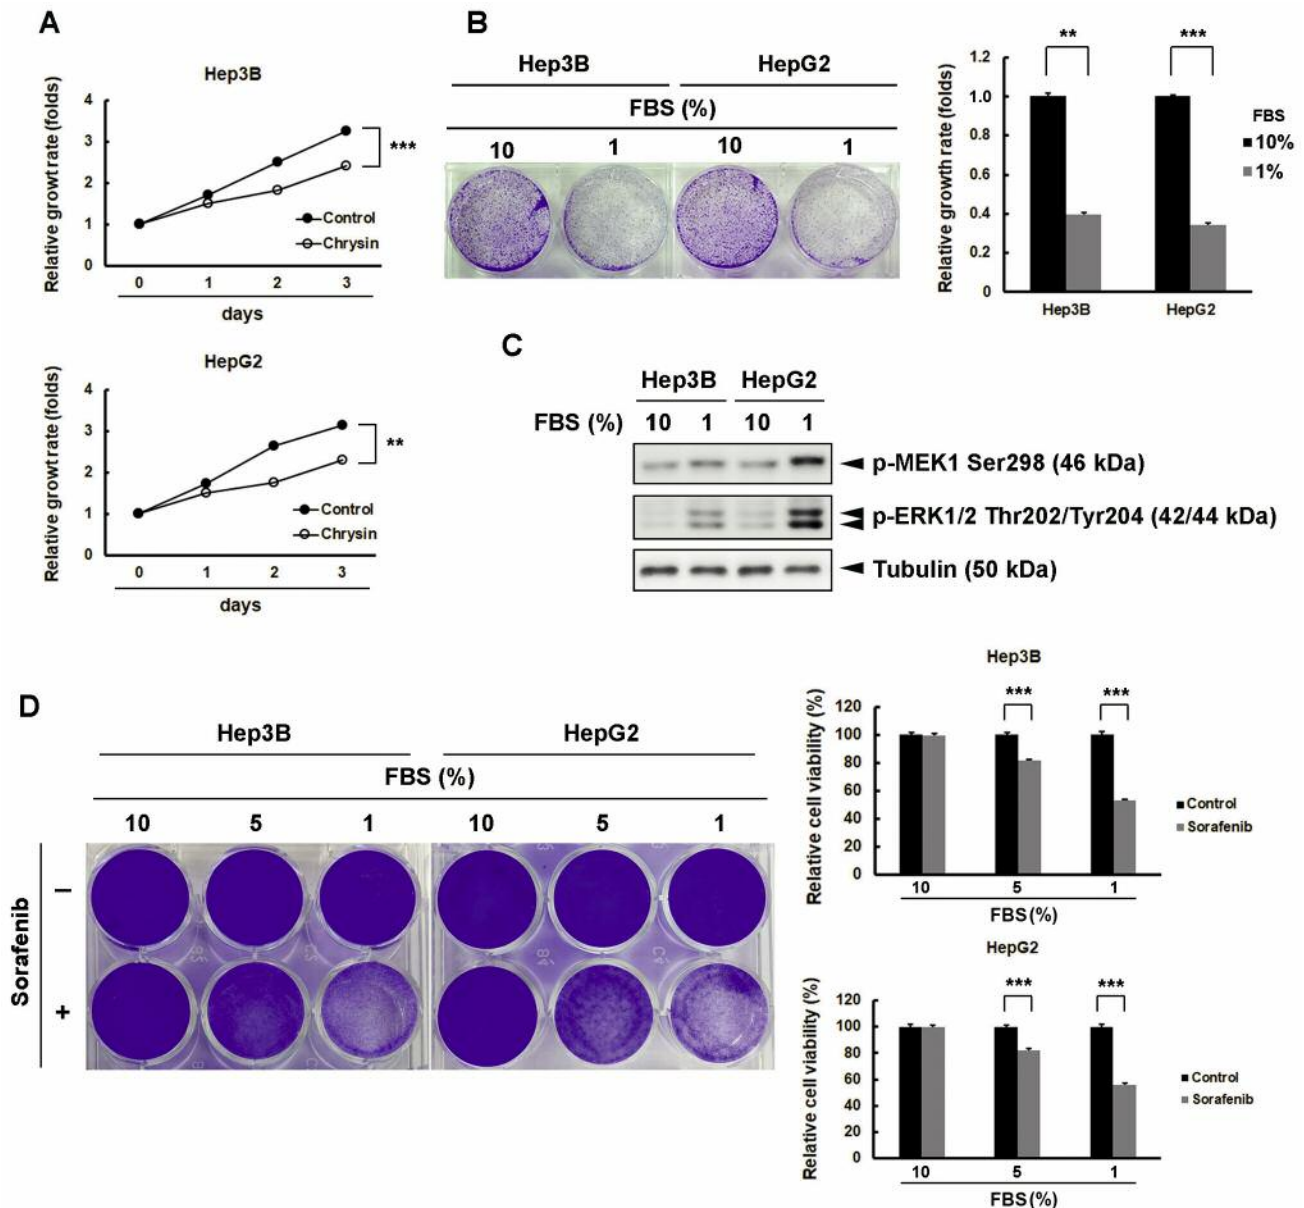 A
Hep3B
Relative growth rate (folds)
4
3
2
1
0
***
Control
Chrysin
0 1 2 3
days
HepG2
Relative growth rate (folds)
4
3
2
1
0
**
Control
Chrysin
0 1 2 3
days
B
Hep3B HepG2
FBS (%)
10 1 10 1
Relative growth rate (folds)
1.2
1.0
0.8
0.6
0.4
0.2
0
** ***
FBS
10%
1%
Hep3B HepG2
C
Hep3B HepG2
FBS (%) 10 1 10 1
p-MEK1 Ser298 (46 kDa)
p-ERK1/2 Thr202/Tyr204 (42/44 kDa)
Tubulin (50 kDa)
D
Hep3B HepG2
FBS (%)
10 5 1 10 5 1
Sorafenib
–
+
Hep3B
Relative cell viability (%)
120
100
80
60
40
20
0
*** ***
Control
Sorafenib
10 5 1
FBS (%)
HepG2
Relative cell viability (%)
120
100
80
60
40
20
0
*** ***
Control
Sorafenib
10 5 1
FBS (%)